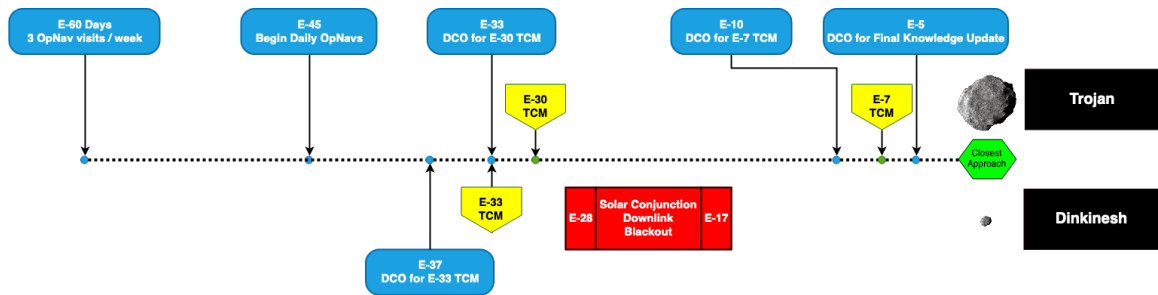 E-60 Days
3 OpNav visits / week
E-45
Begin Daily OpNavs
E-33
DCO for E-30 TCM
E-10
DCO for E-7 TCM
E-5
DCO for Final Knowledge Update
E-30
TCM
E-7
TCM
Trojan
Closest
Approach
E-33
TCM
E-28
Solar Conjunction
Downlink
Blackout
E-17
Dinkinesh
E-37
DCO for E-33 TCM